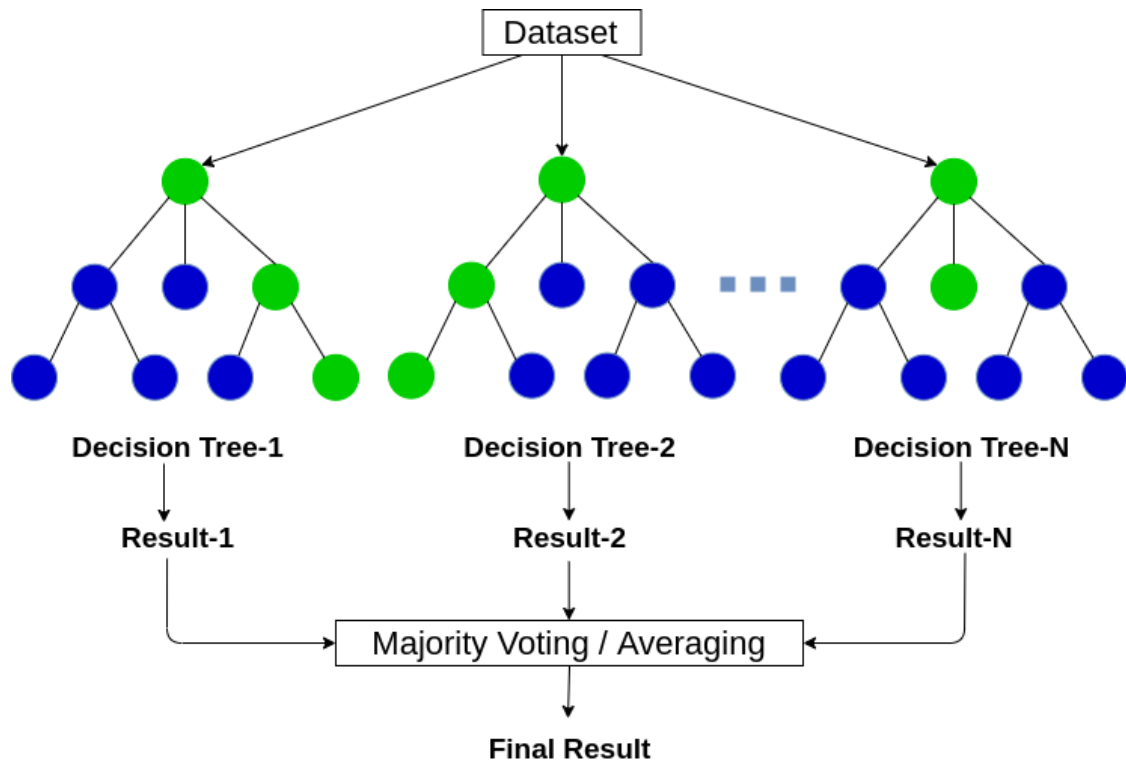 Dataset
Decision Tree-1
Decision Tree-2
Decision Tree-N
Result-1
Result-2
Result-N
Majority Voting / Averaging
Final Result